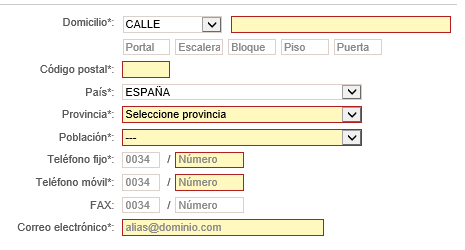 Domicilio*: CALLE
Portal Escalera Bloque Piso Puerta
Código postal*:
País*: ESPAÑA
Provincia*: Seleccione provincia
Población*: ---
Teléfono fijo*: 0034 / Número
Teléfono móvil*: 0034 / Número
FAX: 0034 / Número
Correo electrónico*: alias@dominio.com